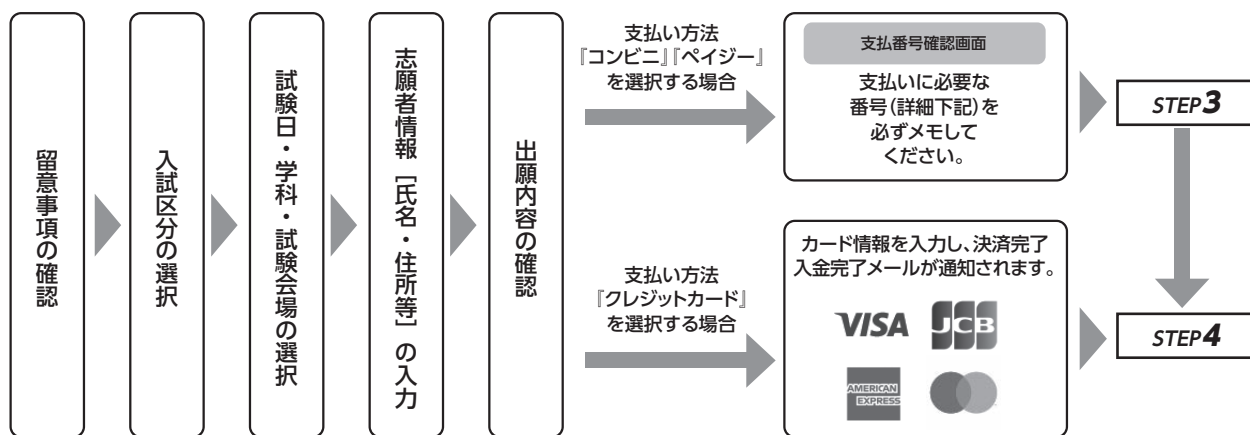 留意事項の確認
入試区分の選択
試験日・学科・試験会場の選択
志願者情報［氏名・住所等］の入力
出願内容の確認
支払い方法
『コンビニ』『ペイジー』
を選択する場合
支払番号確認画面
支払いに必要な
番号（詳細下記）を
必ずメモして
ください。
STEP3
支払い方法
『クレジットカード』
を選択する場合
カード情報を入力し、決済完了
入金完了メールが通知されます。
VISA
JCB
AMERICAN
EXPRESS
STEP4